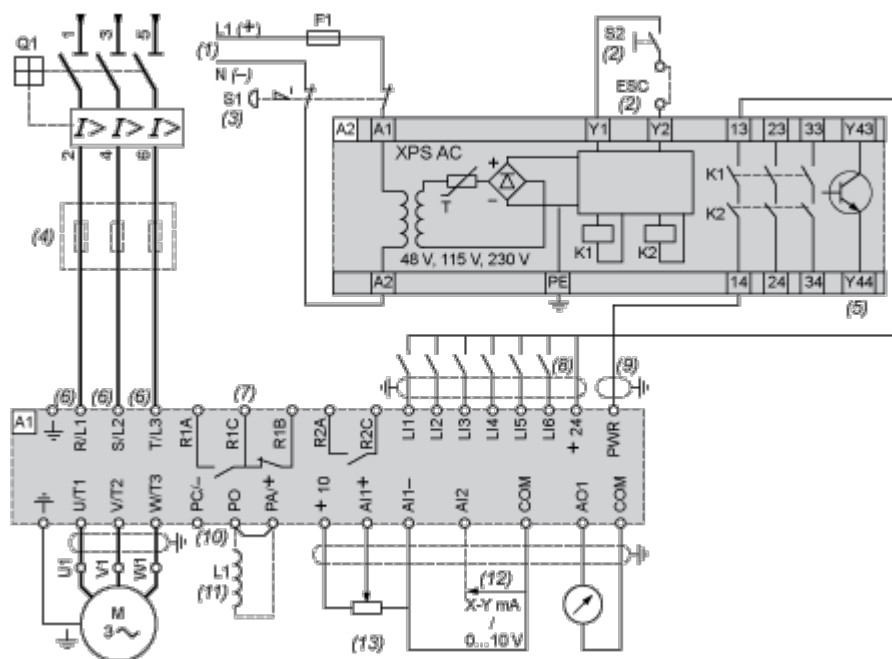 1 3 5
Q1
I> I> I>
2 4 6
(4)
L1 (+) F1
(1)
N (–)
S1
(3)
S2
(2)
ESC
(2)
A2 A1 Y1 Y2 13 23 33 Y43
XPS AC
T
+
–
K1
K2
K1 K2
48 V, 115 V, 230 V
A2 PE 14 24 34 Y44
(5)
(6) (6) (6) (7) (8) (9)
A1
R/L1 S/L2 T/L3 R1A R1C R1B R2A R2C LI1 LI2 LI3 LI4 LI5 LI6 + 24 PWR
U/T1 V/T2 W/T3 PC/- PO PA/+ + 10 AI1+ AI1– AI2 COM AO1 COM
(10)
U1 V1 W1
L1
(11)
M
3 ~
(12)
X-Y mA
/
0...10 V
(13)